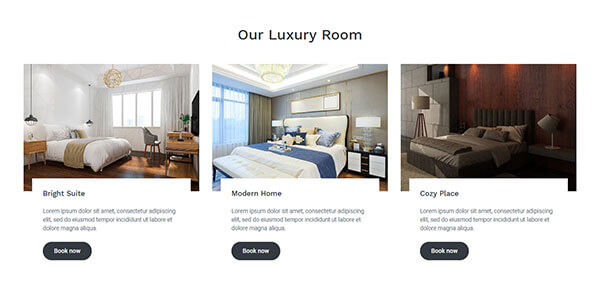 Our Luxury Room
Bright Suite
Lorem ipsum dolor sit amet, consectetur adipiscing
elit, sed do eiusmod tempor incididunt ut labore et
dolore magna aliqua.
Book now
Modern Home
Lorem ipsum dolor sit amet, consectetur adipiscing
elit, sed do eiusmod tempor incididunt ut labore et
dolore magna aliqua.
Book now
Cozy Place
Lorem ipsum dolor sit amet, consectetur adipiscing
elit, sed do eiusmod tempor incididunt ut labore et
dolore magna aliqua.
Book now